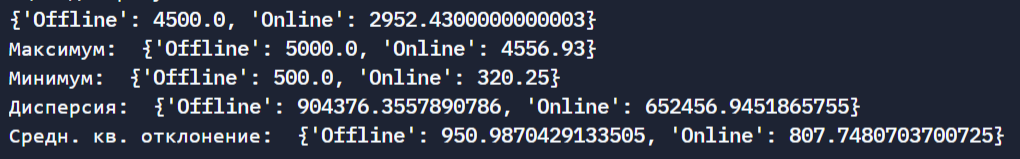 {'Offline': 4500.0, 'Online': 2952.4300000000003}
Максимум:  {'Offline': 5000.0, 'Online': 4556.93}
Минимум:  {'Offline': 500.0, 'Online': 320.25}
Дисперсия:  {'Offline': 904376.3557890786, 'Online': 652456.9451865755}
Средн. кв. отклонение:  {'Offline': 950.9870429133505, 'Online': 807.7480703700725}